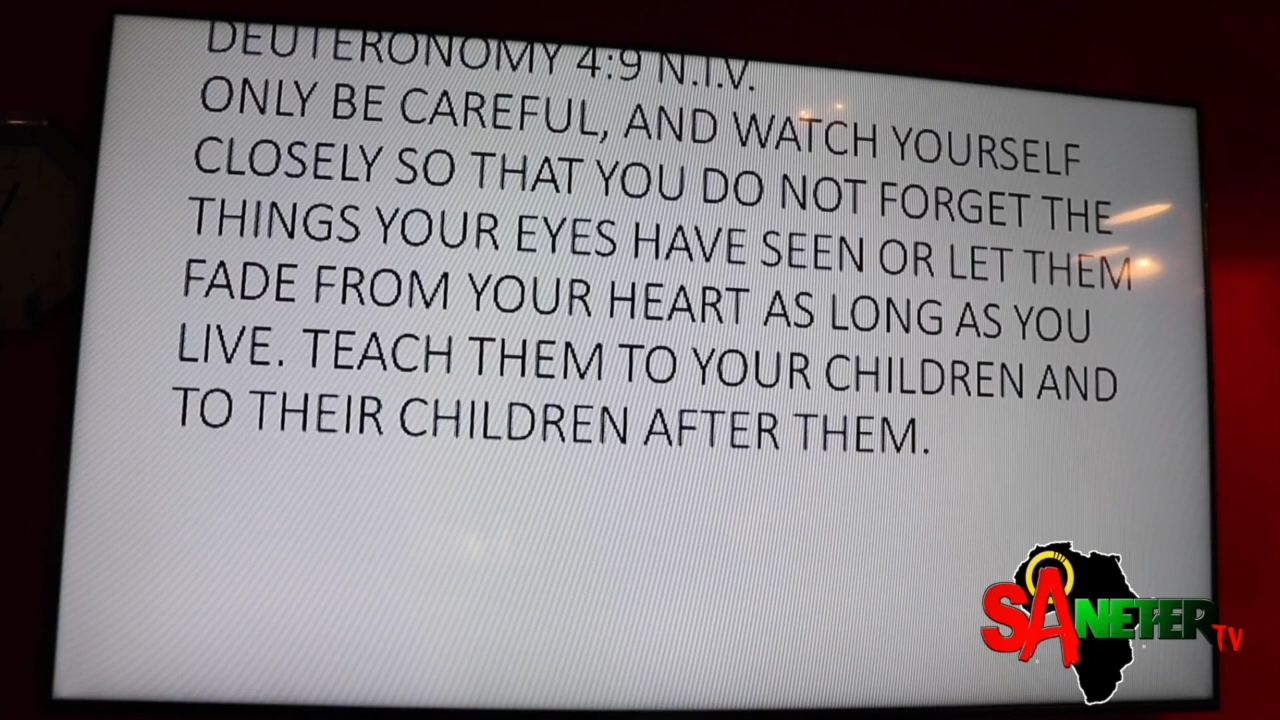 DEUTERONOMY 4:9 N.I.V.
ONLY BE CAREFUL, AND WATCH YOURSELF
CLOSELY SO THAT YOU DO NOT FORGET THE
THINGS YOUR EYES HAVE SEEN OR LET THEM
FADE FROM YOUR HEART AS LONG AS YOU
LIVE. TEACH THEM TO YOUR CHILDREN AND
TO THEIR CHILDREN AFTER THEM.
SANETER TV